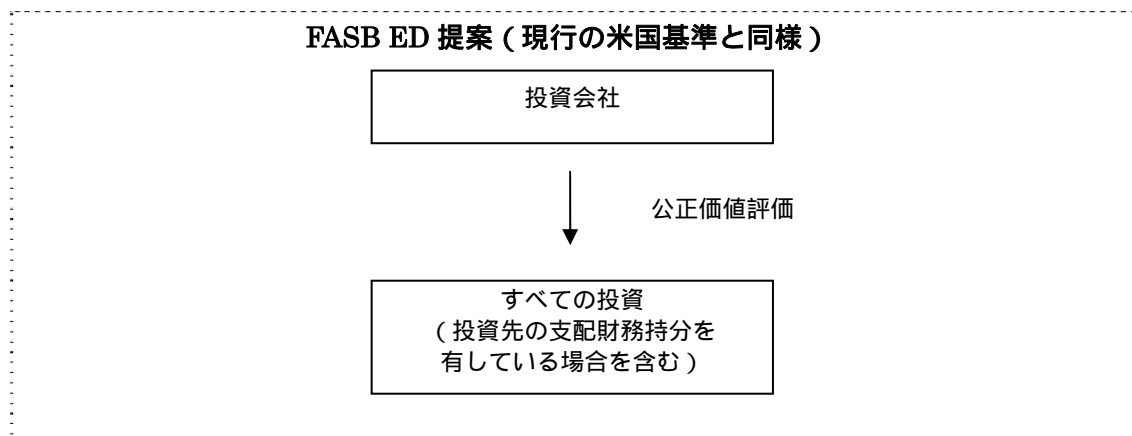 FASB ED 提案（現行の米国基準と同様）
投資会社
公正価値評価
すべての投資
（投資先の支配財務持分を
有している場合を含む）